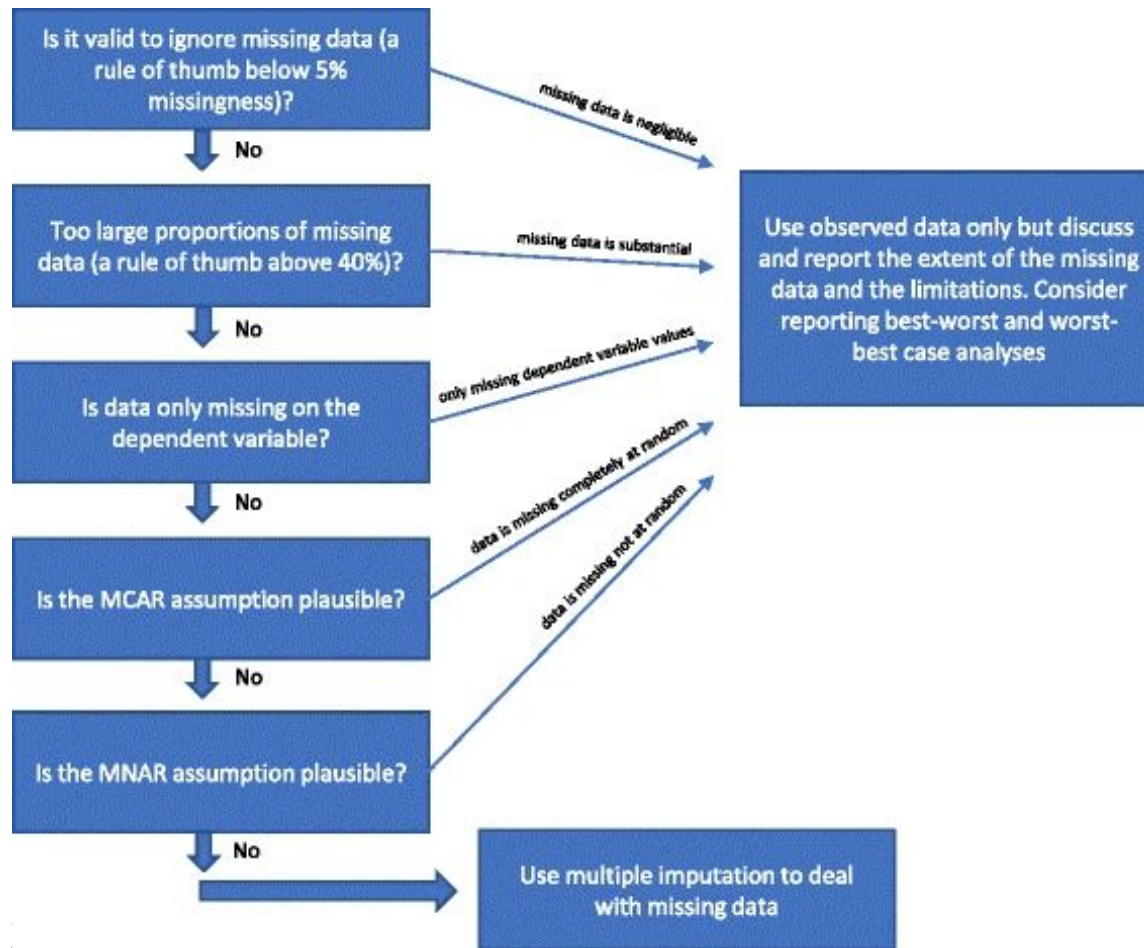 Is it valid to ignore missing data (a
rule of thumb below 5%
missingness)?
missing data is negligible
No
Too large proportions of missing
data (a rule of thumb above 40%)?
missing data is substantial
Use observed data only but discuss
and report the extent of the missing
data and the limitations. Consider
reporting best-worst and worst-
best case analyses
No
Is data only missing on the
dependent variable?
only missing dependent variable values
No
Is the MCAR assumption plausible?
data is missing completely at random
No
Is the MNAR assumption plausible?
data is missing not at random
No
Use multiple imputation to deal
with missing data